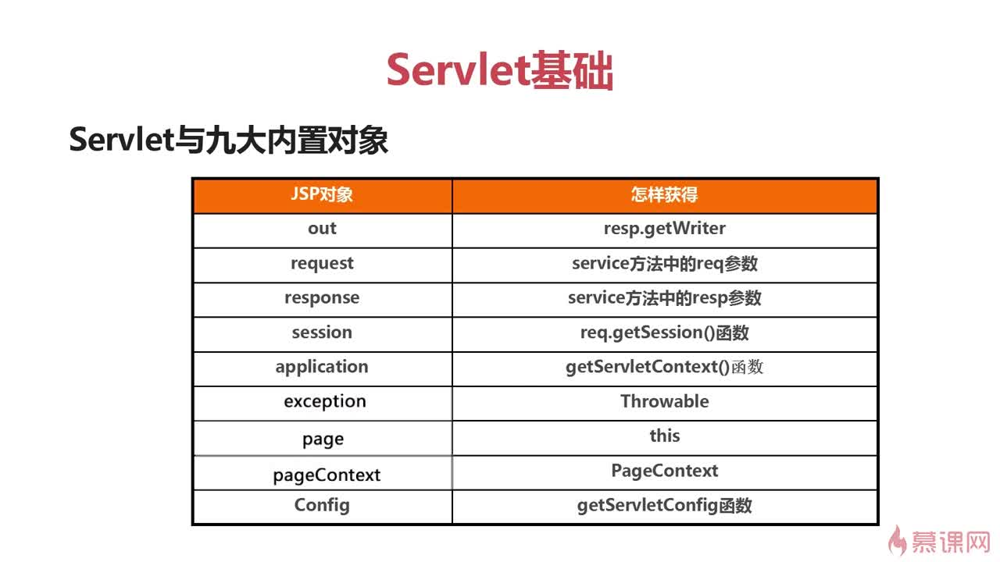 Servlet基础
Servlet与九大内置对象
JSP对象 怎样获得
out resp.getWriter
request service方法中的req参数
response service方法中的resp参数
session req.getSession()函数
application getServletContext()函数
exception Throwable
page this
pageContext PageContext
Config getServletConfig函数
慕课网